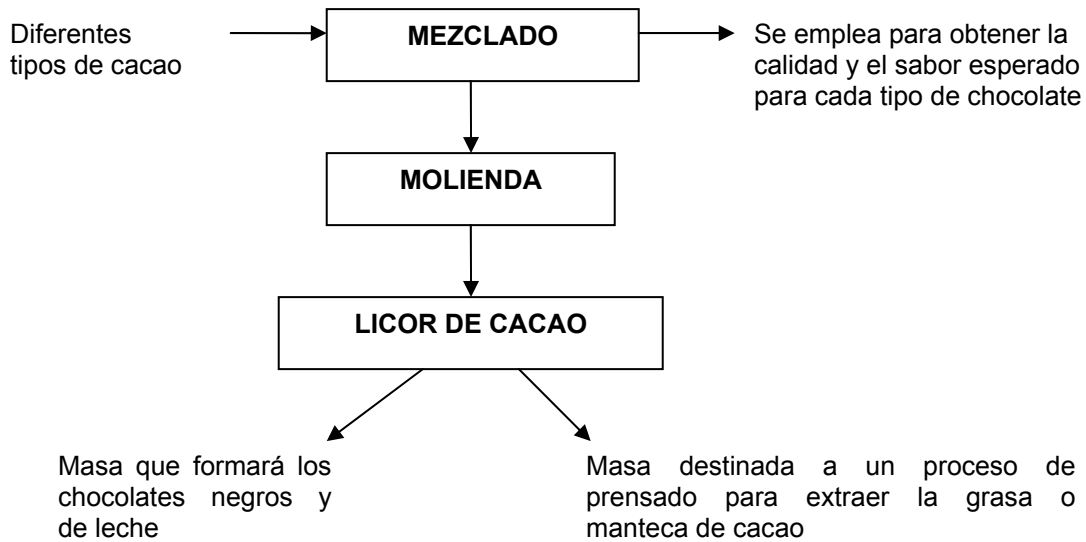 Diferentes
tipos de cacao
MEZCLADO
Se emplea para obtener la
calidad y el sabor esperado
para cada tipo de chocolate
MOLIENDA
LICOR DE CACAO
Masa que formará los
chocolates negros y
de leche
Masa destinada a un proceso de
prensado para extraer la grasa o
manteca de cacao